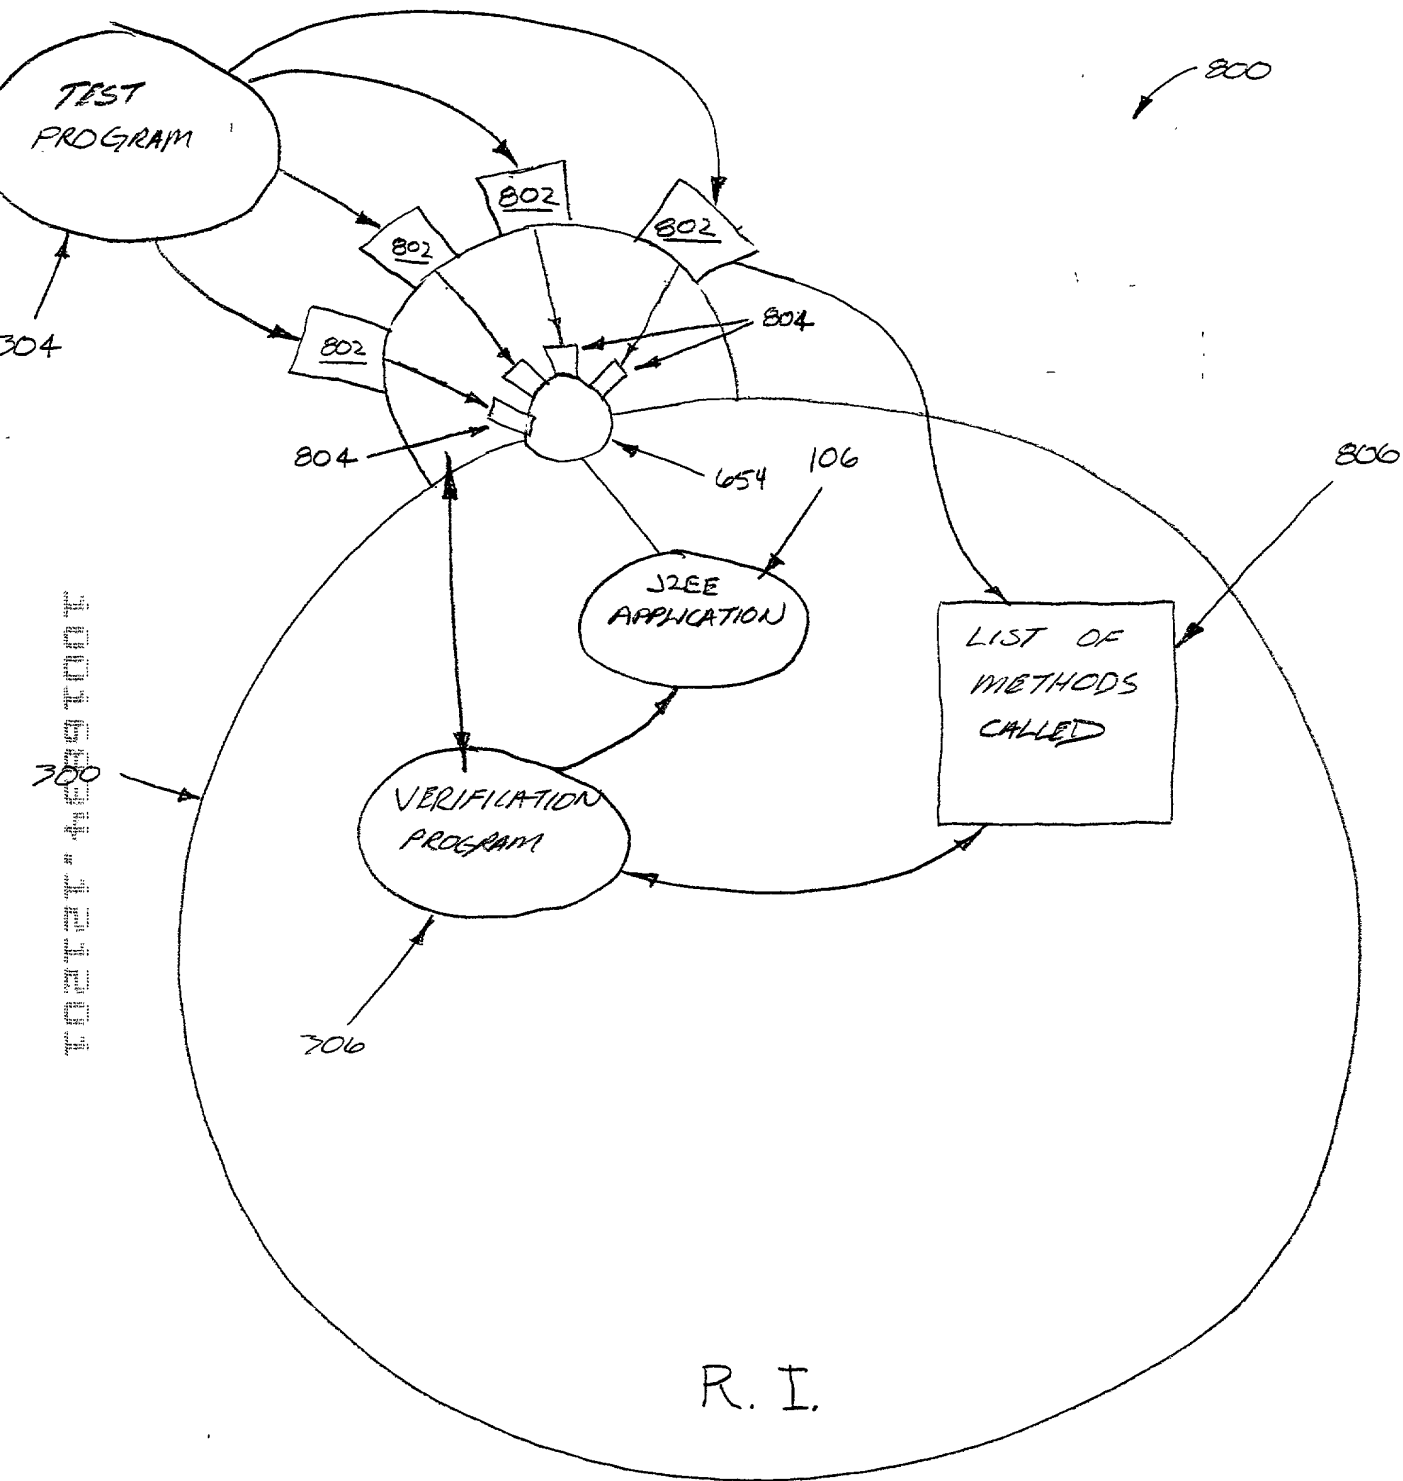 800
TEST
PROGRAM
802
802
802
802
304
804
804
654
106
806
J2EE
APPLICATION
LIST OF
METHODS
CALLED
300
VERIFICATION
PROGRAM
306
R. I.